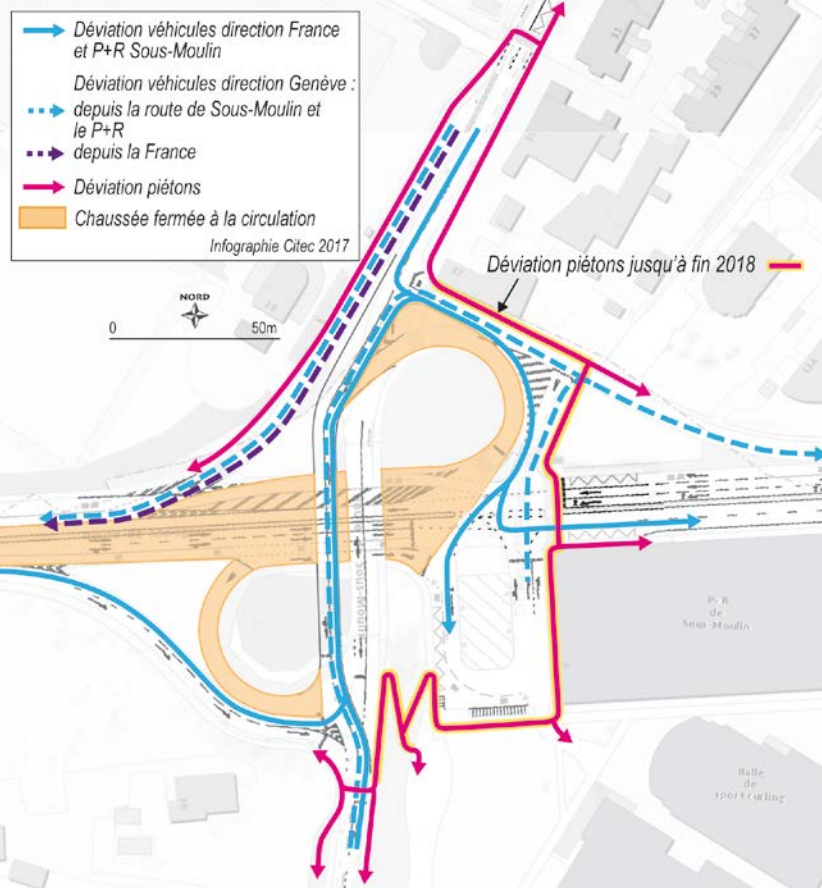 Déviation véhicules direction France
et P+R Sous-Moulin
Déviation véhicules direction Genève :
depuis la route de Sous-Moulin et
le P+R
depuis la France
Déviation piétons
Chaussée fermée à la circulation
Infographie Citec 2017
NORD
0 50m
Déviation piétons jusqu'à fin 2018
Sous-Moulin
P+R
de
Sous-Moulin
Halle
de
sport curling